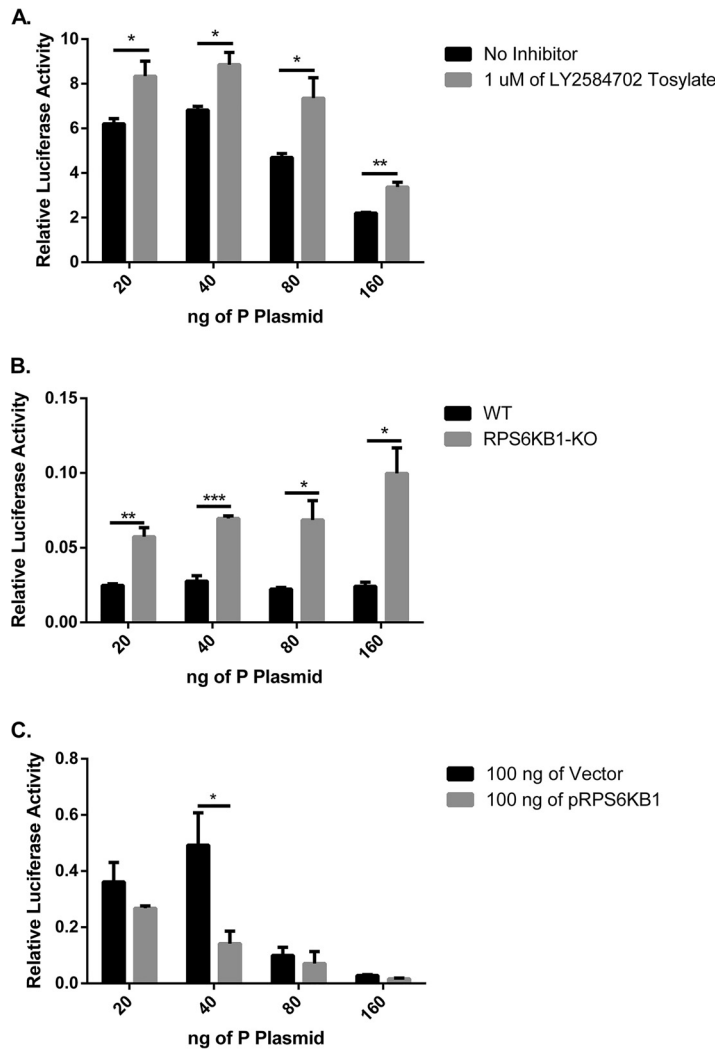 A.
Relative Luciferase Activity
10
8
6
4
2
0
*
*
*
**
20
40
80
160
ng of P Plasmid
No Inhibitor
1 uM of LY2584702 Tosylate
B.
Relative Luciferase Activity
0.15
0.10
0.05
0.00
**
***
*
*
20
40
80
160
ng of P Plasmid
WT
RPS6KB1-KO
C.
Relative Luciferase Activity
0.8
0.6
0.4
0.2
0.0
*
20
40
80
160
ng of P Plasmid
100 ng of Vector
100 ng of pRPS6KB1